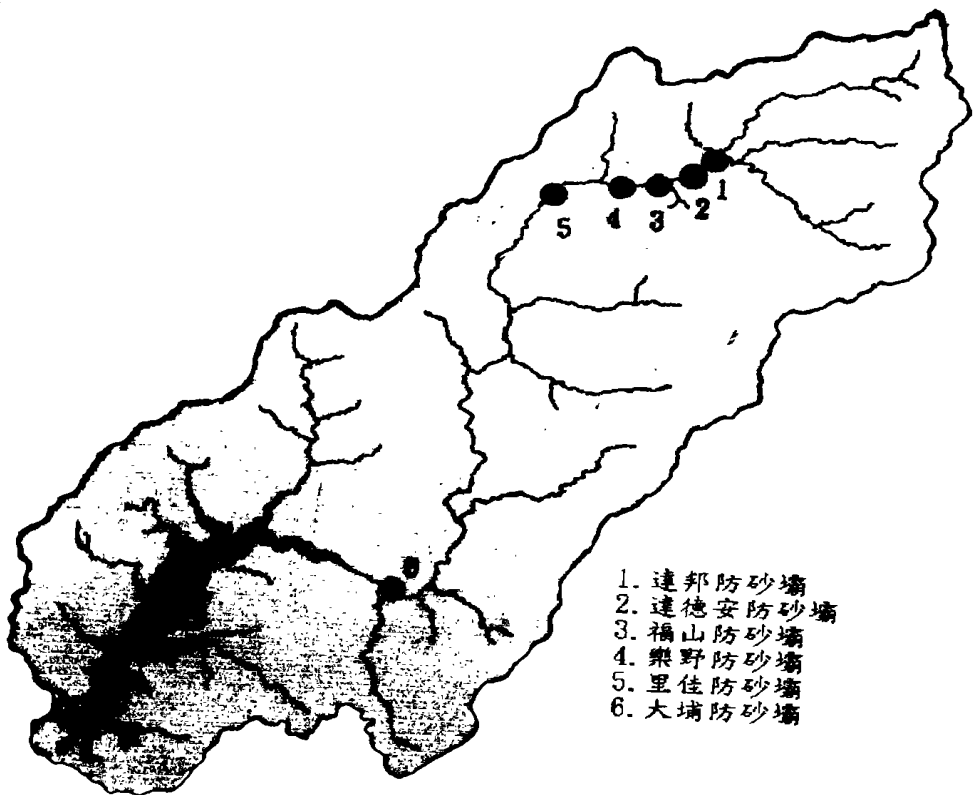 1
2
3
4
5
6
1. 達邦防砂壩
2. 達德安防砂壩
3. 福山防砂壩
4. 樂野防砂壩
5. 里佳防砂壩
6. 大埔防砂壩